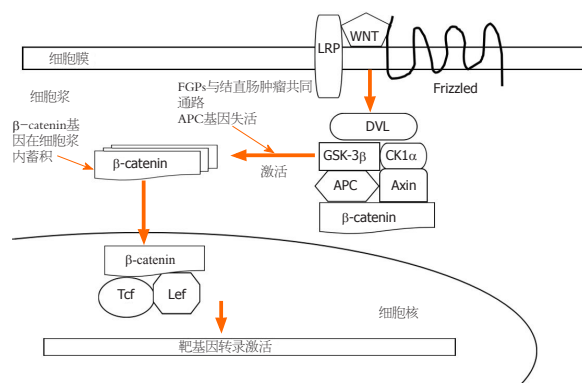 WNT
LRP
细胞膜
Frizzled
FGPs与结直肠肿瘤共同
通路
APC基因失活
细胞浆
DVL
β-catenin基
因在细胞浆
内蓄积
β-catenin
激活
GSK-3β
CK1α
APC
Axin
β-catenin
β-catenin
Tcf
Lef
细胞核
靶基因转录激活